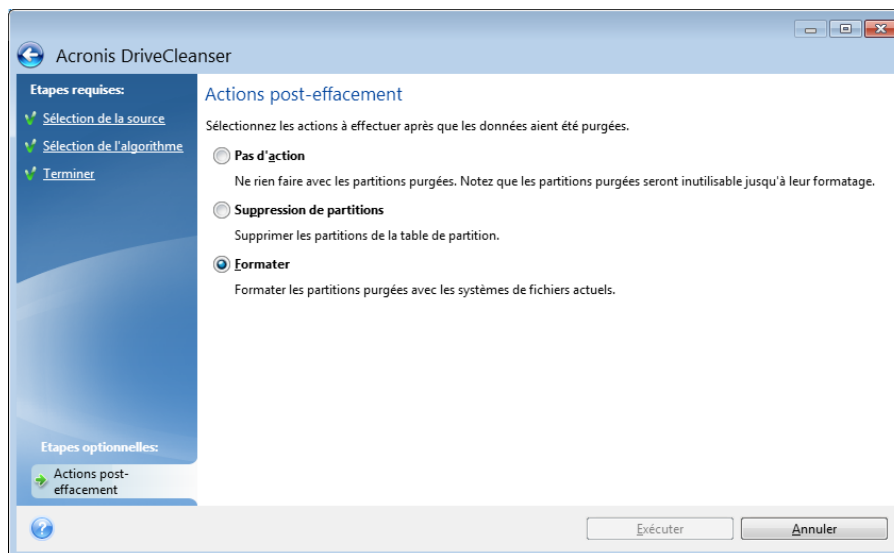 Acronis DriveCleanser
Etapes requises:
Sélection de la source
Sélection de l'algorithme
Terminer
Actions post-effacement
Sélectionnez les actions à effectuer après que les données aient été purgées.
Pas d'action
Ne rien faire avec les partitions purgées. Notez que les partitions purgées seront inutilisable jusqu'à leur formatage.
Suppression de partitions
Supprimer les partitions de la table de partition.
Formater
Formater les partitions purgées avec les systèmes de fichiers actuels.
Etapes optionnelles:
Actions post-
effacement
Exécuter
Annuler